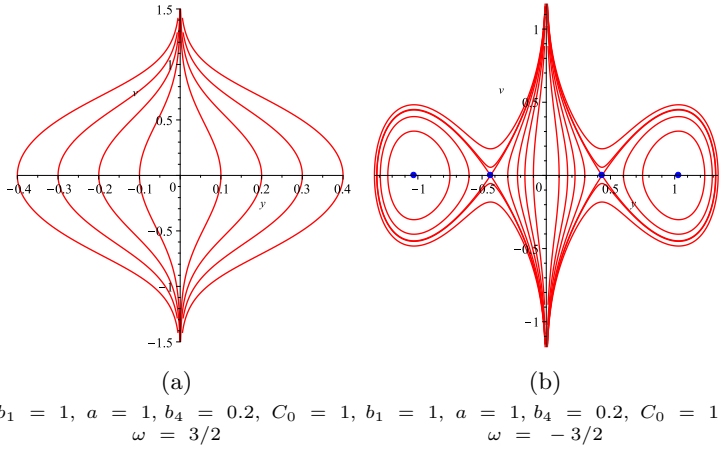 1.5
1
v
0.5
−0.4 −0.3 −0.2 −0.1 0 0.1 0.2 0.3 0.4
y
−0.5
−1
−1.5
1
v
0.5
−1 −0.5 0 0.5 1
y
−0.5
−1
(a) (b)
b₁ = 1, a = 1, b₄ = 0.2, C₀ = 1, b₁ = 1, a = 1, b₄ = 0.2, C₀ = 1
ω = 3/2 ω = − 3/2